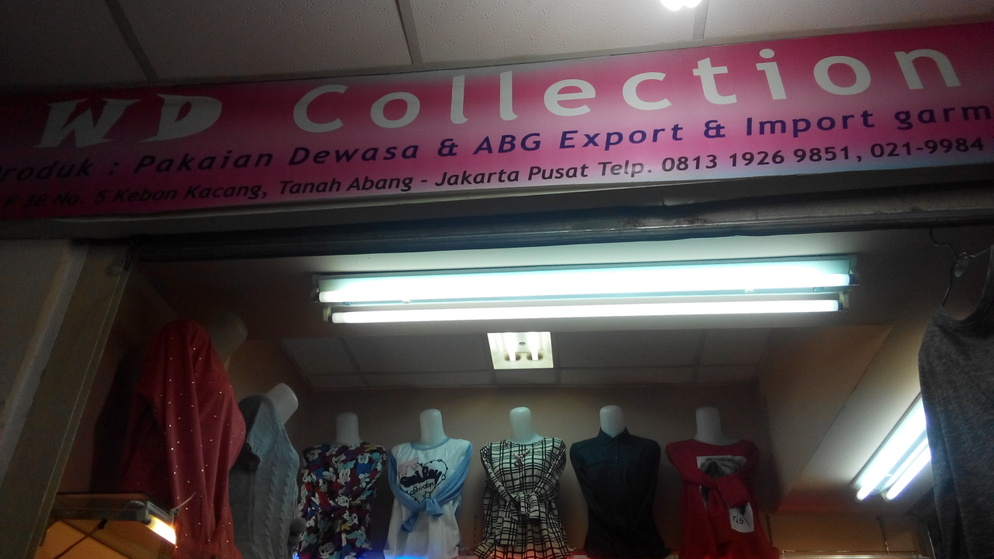 WD Collection
Produk : Pakaian Dewasa & ABG Export & Import garm
F 3B No. 5 Kebon Kacang, Tanah Abang - Jakarta Pusat Telp. 0813 1926 9851, 021-9984